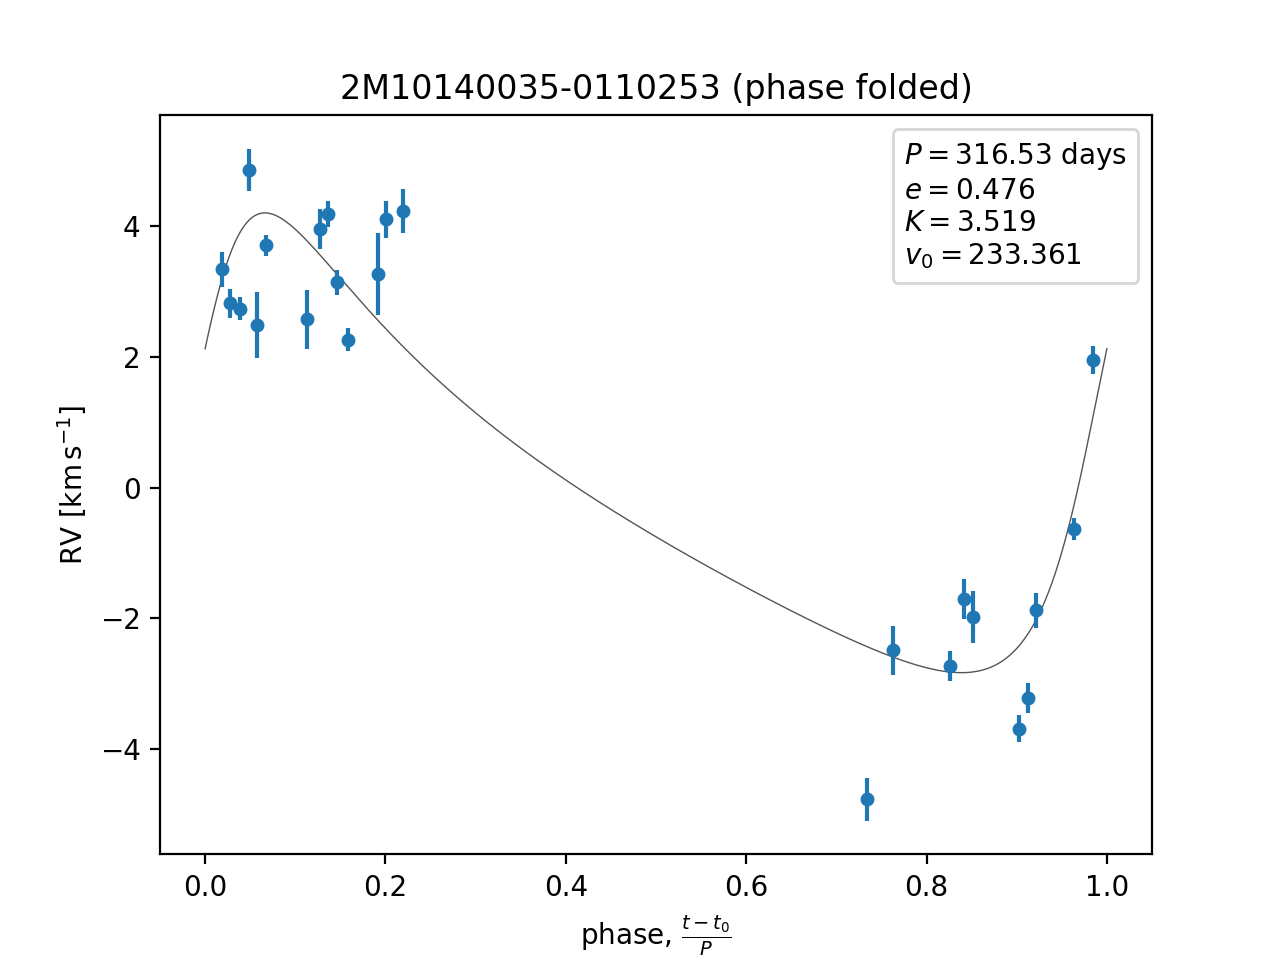 2M10140035-0110253 (phase folded)
P = 316.53 days
e = 0.476
K = 3.519
v₀ = 233.361
4
2
0
−2
−4
RV [km s⁻¹]
0.0 0.2 0.4 0.6 0.8 1.0
phase, (t − t₀)/P